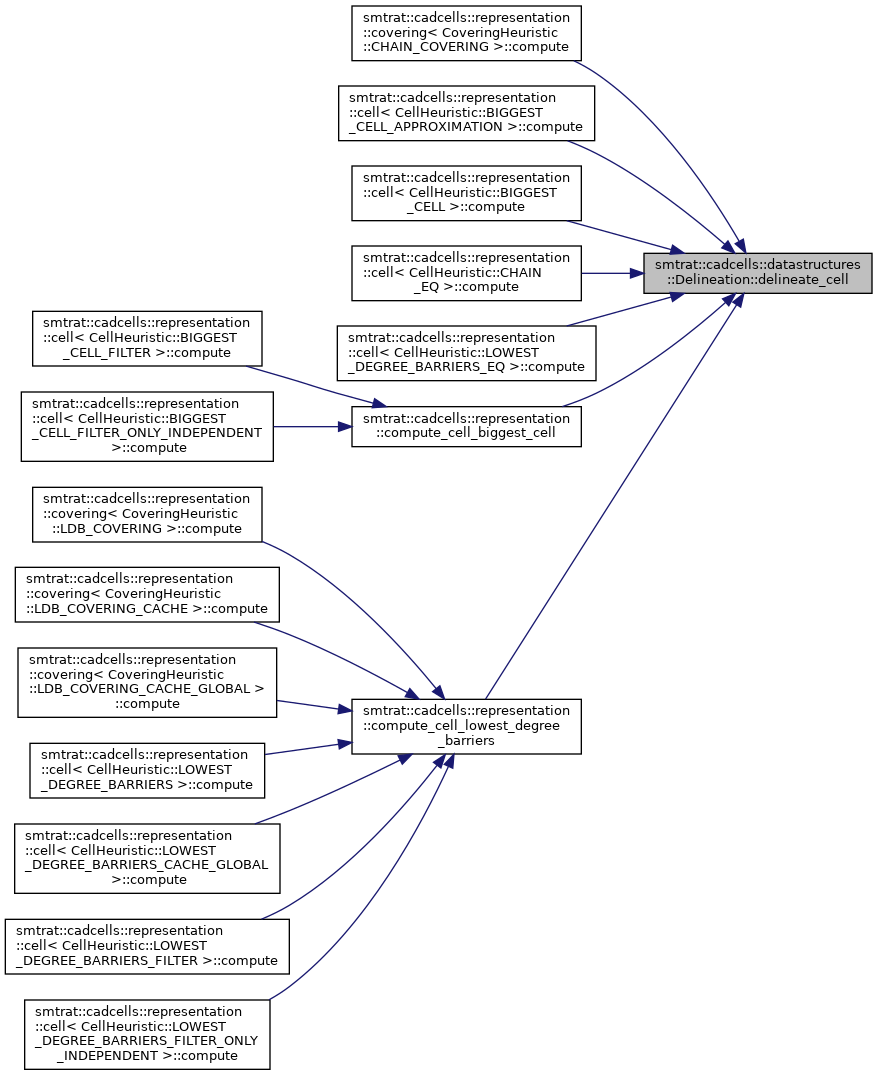 smtrat::cadcells::representation
::covering< CoveringHeuristic
::CHAIN_COVERING >::compute
smtrat::cadcells::representation
::cell< CellHeuristic::BIGGEST
_CELL_APPROXIMATION >::compute
smtrat::cadcells::representation
::cell< CellHeuristic::BIGGEST
_CELL >::compute
smtrat::cadcells::representation
::cell< CellHeuristic::CHAIN
_EQ >::compute
smtrat::cadcells::datastructures
::Delineation::delineate_cell
smtrat::cadcells::representation
::cell< CellHeuristic::LOWEST
_DEGREE_BARRIERS_EQ >::compute
smtrat::cadcells::representation
::cell< CellHeuristic::BIGGEST
_CELL_FILTER >::compute
smtrat::cadcells::representation
::compute_cell_biggest_cell
smtrat::cadcells::representation
::cell< CellHeuristic::BIGGEST
_CELL_FILTER_ONLY_INDEPENDENT
>::compute
smtrat::cadcells::representation
::covering< CoveringHeuristic
::LDB_COVERING >::compute
smtrat::cadcells::representation
::covering< CoveringHeuristic
::LDB_COVERING_CACHE >::compute
smtrat::cadcells::representation
::covering< CoveringHeuristic
::LDB_COVERING_CACHE_GLOBAL >
::compute
smtrat::cadcells::representation
::compute_cell_lowest_degree
_barriers
smtrat::cadcells::representation
::cell< CellHeuristic::LOWEST
_DEGREE_BARRIERS >::compute
smtrat::cadcells::representation
::cell< CellHeuristic::LOWEST
_DEGREE_BARRIERS_CACHE_GLOBAL
>::compute
smtrat::cadcells::representation
::cell< CellHeuristic::LOWEST
_DEGREE_BARRIERS_FILTER >::compute
smtrat::cadcells::representation
::cell< CellHeuristic::LOWEST
_DEGREE_BARRIERS_FILTER_ONLY
_INDEPENDENT >::compute